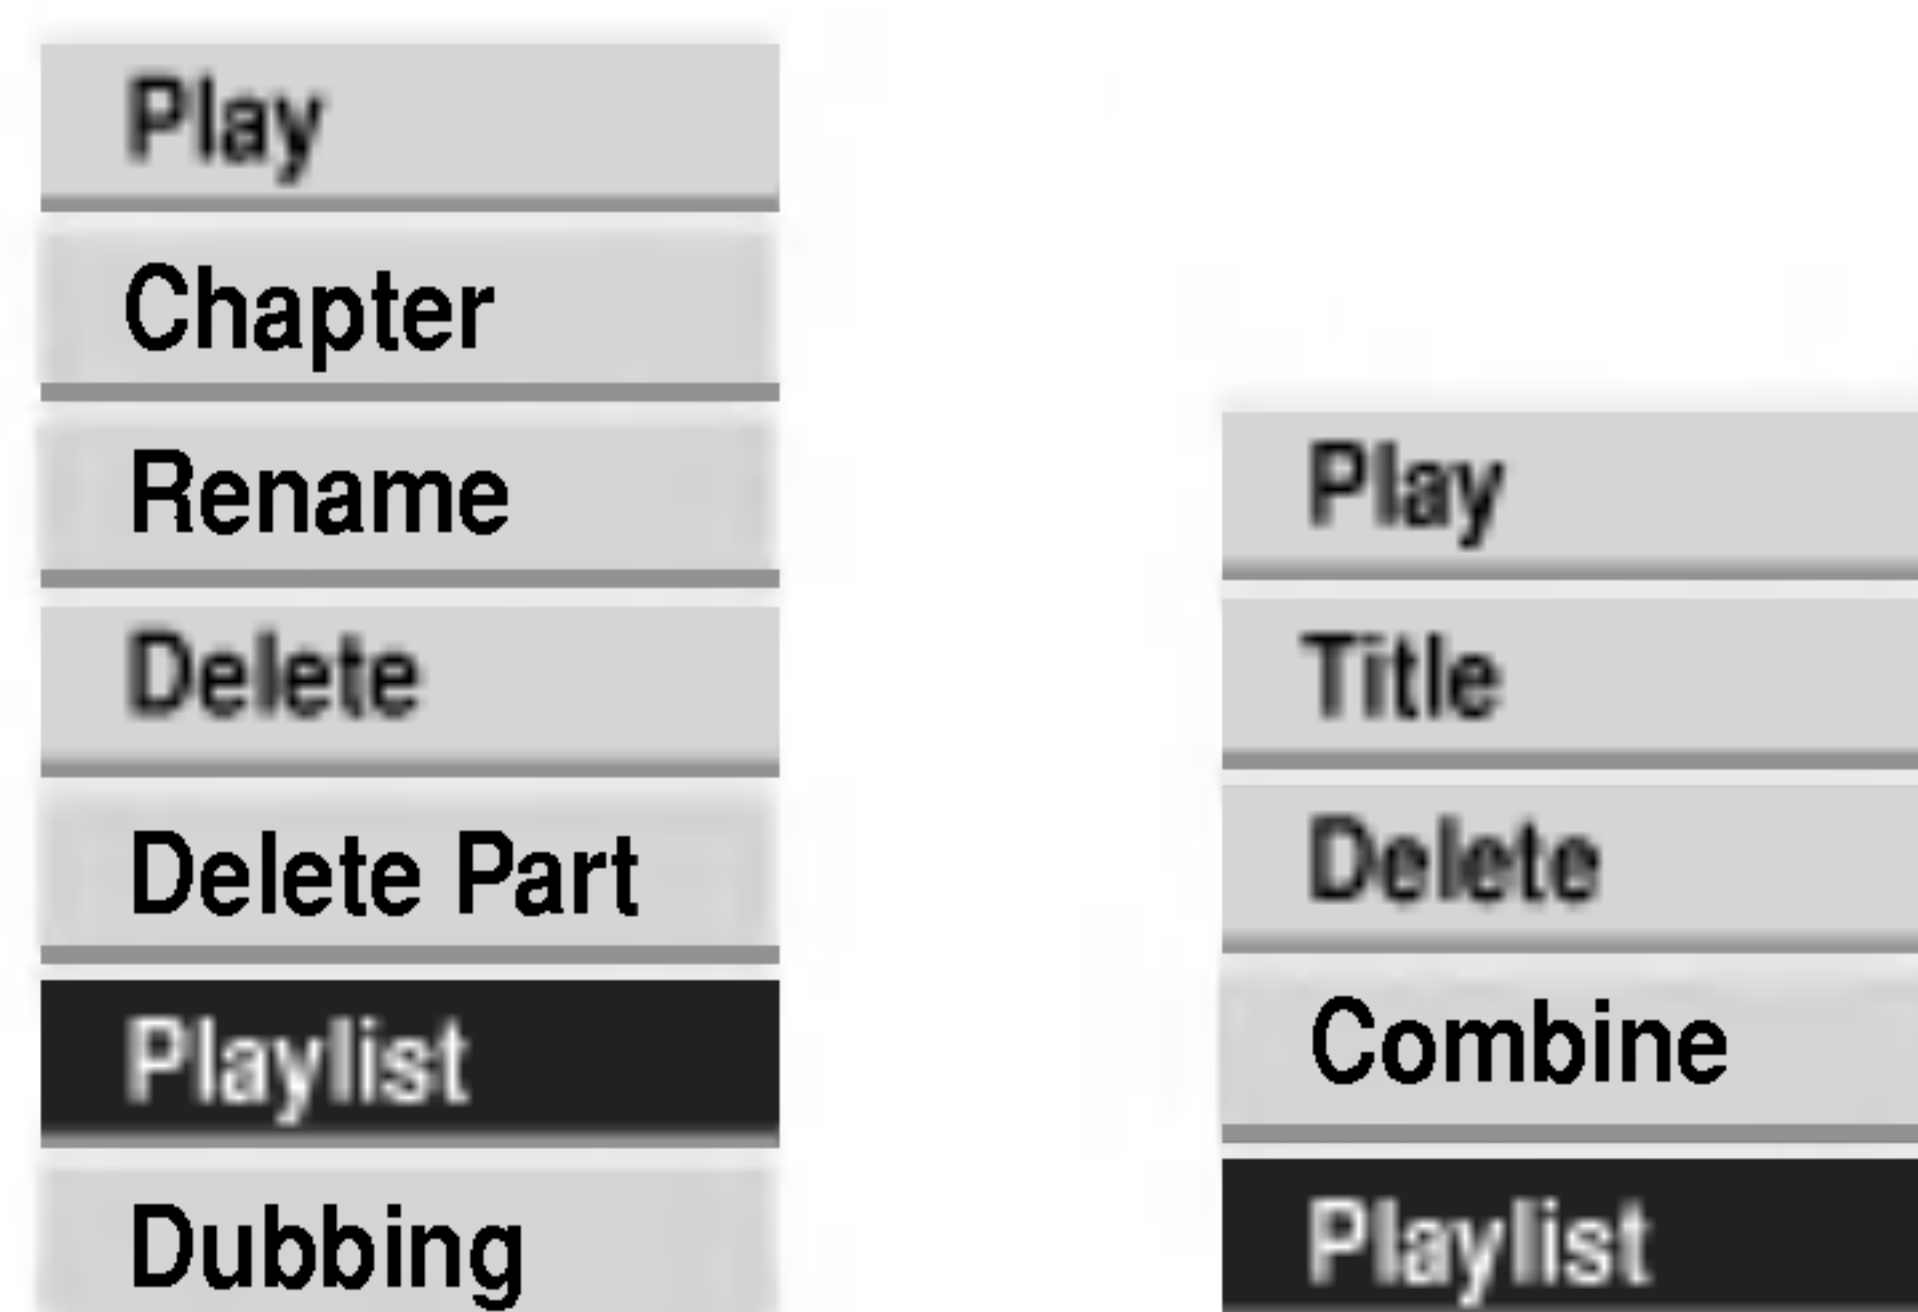 Play
Chapter
Rename
Delete
Delete Part
Playlist
Dubbing
Play
Title
Delete
Combine
Playlist